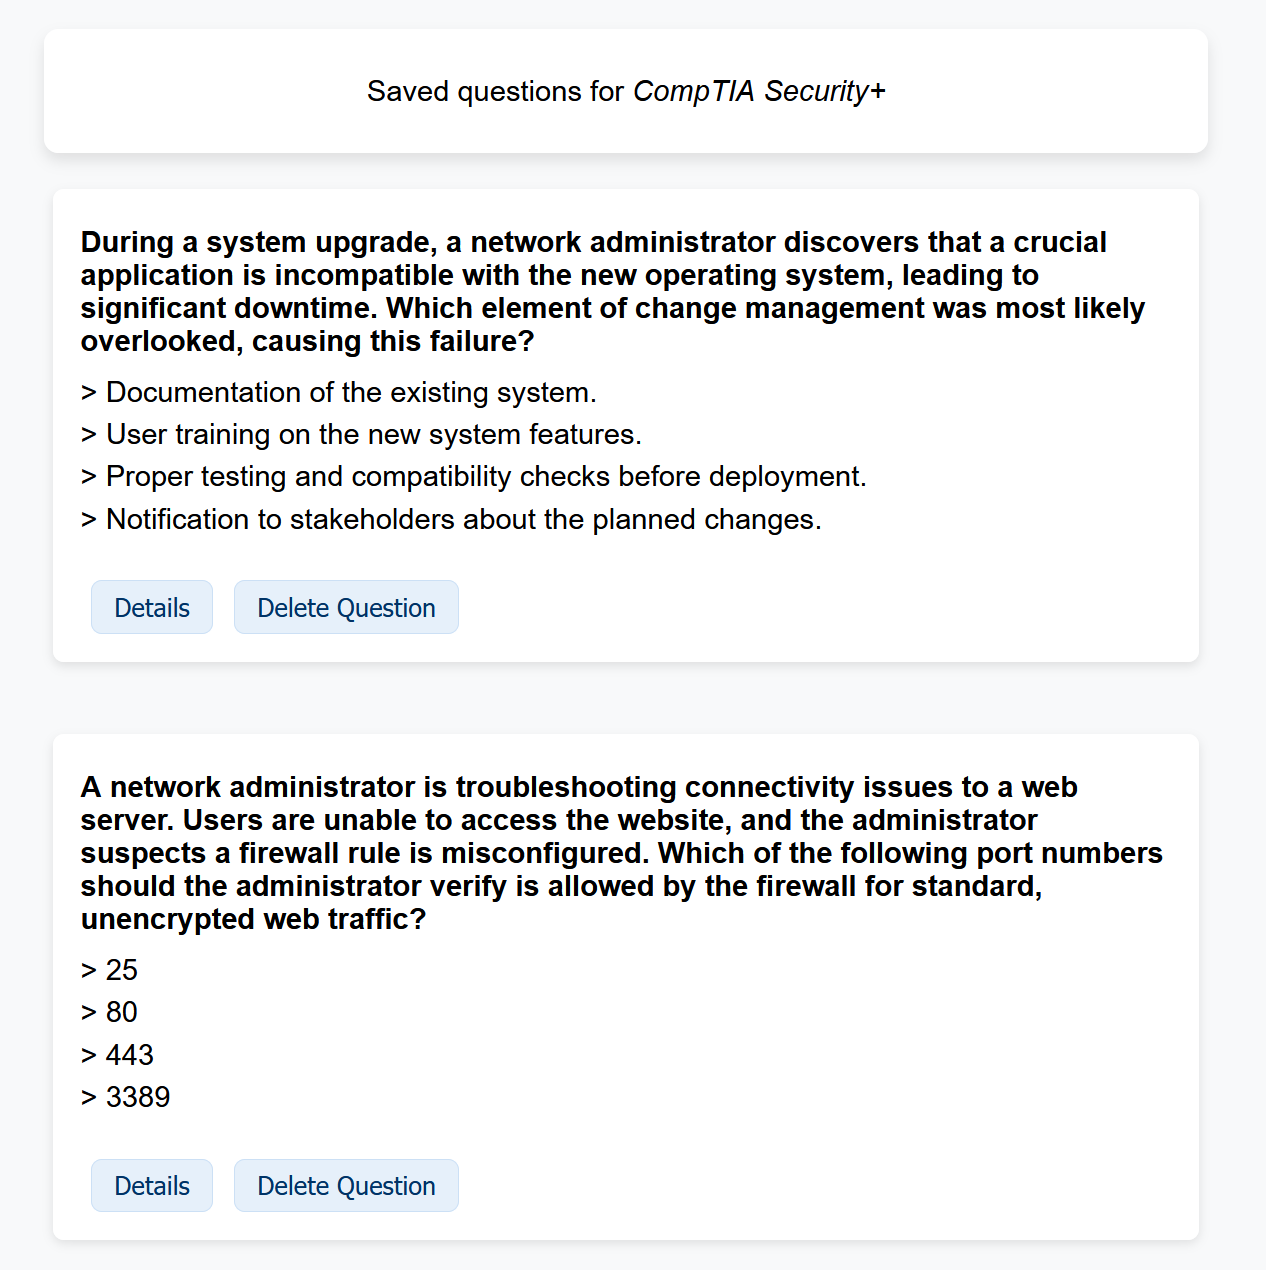 Saved questions for CompTIA Security+
During a system upgrade, a network administrator discovers that a crucial
application is incompatible with the new operating system, leading to
significant downtime. Which element of change management was most likely
overlooked, causing this failure?
> Documentation of the existing system.
> User training on the new system features.
> Proper testing and compatibility checks before deployment.
> Notification to stakeholders about the planned changes.
Details Delete Question
A network administrator is troubleshooting connectivity issues to a web
server. Users are unable to access the website, and the administrator
suspects a firewall rule is misconfigured. Which of the following port numbers
should the administrator verify is allowed by the firewall for standard,
unencrypted web traffic?
> 25
> 80
> 443
> 3389
Details Delete Question